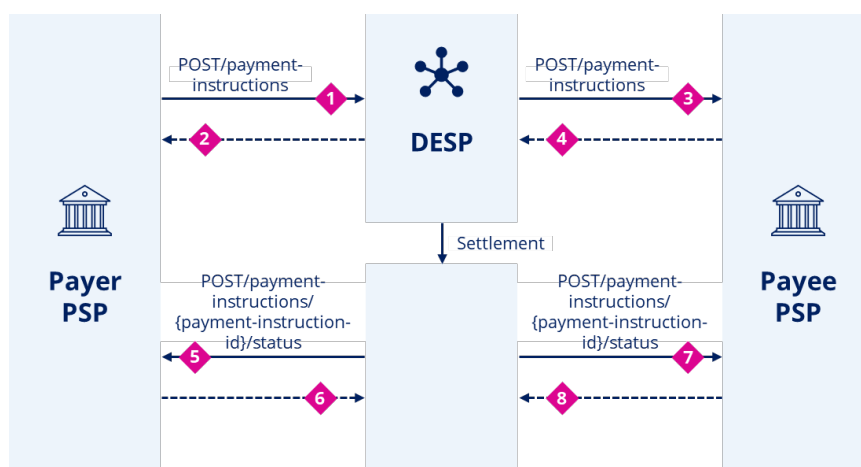 POST/payment-
instructions
1
2
DESP
POST/payment-
instructions
3
4
Payer
PSP
Settlement
Payee
PSP
POST/payment-
instructions/
{payment-instruction-
id}/status
5
6
POST/payment-
instructions/
{payment-instruction-
id}/status
7
8